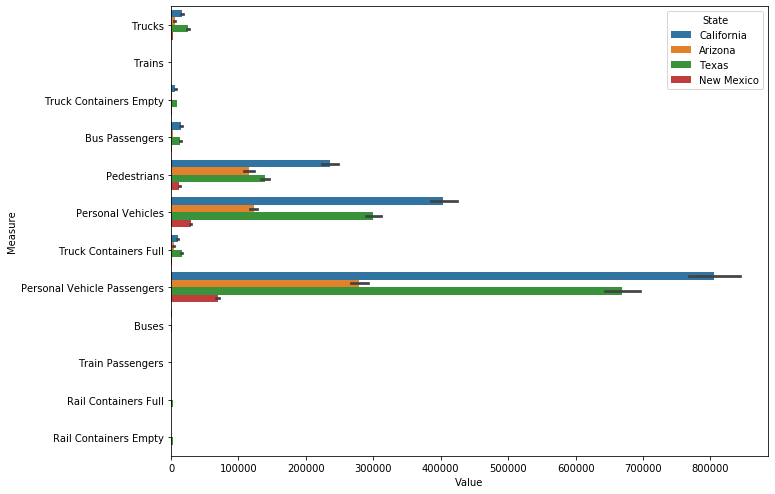 State
California
Arizona
Texas
New Mexico
Measure
Trucks
Trains
Truck Containers Empty
Bus Passengers
Pedestrians
Personal Vehicles
Truck Containers Full
Personal Vehicle Passengers
Buses
Train Passengers
Rail Containers Full
Rail Containers Empty
0 100000 200000 300000 400000 500000 600000 700000 800000
Value